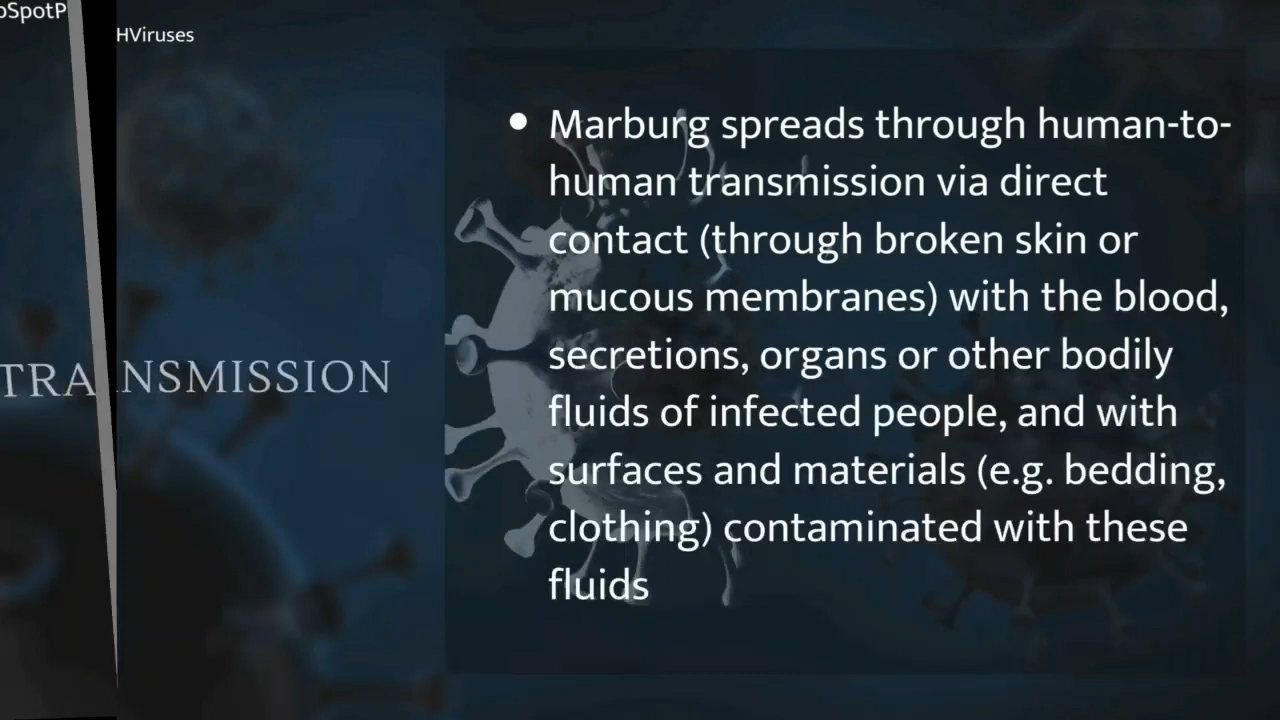 oSpotP
HViruses
TRANSMISSION
• Marburg spreads through human-to-
human transmission via direct
contact (through broken skin or
mucous membranes) with the blood,
secretions, organs or other bodily
fluids of infected people, and with
surfaces and materials (e.g. bedding,
clothing) contaminated with these
fluids